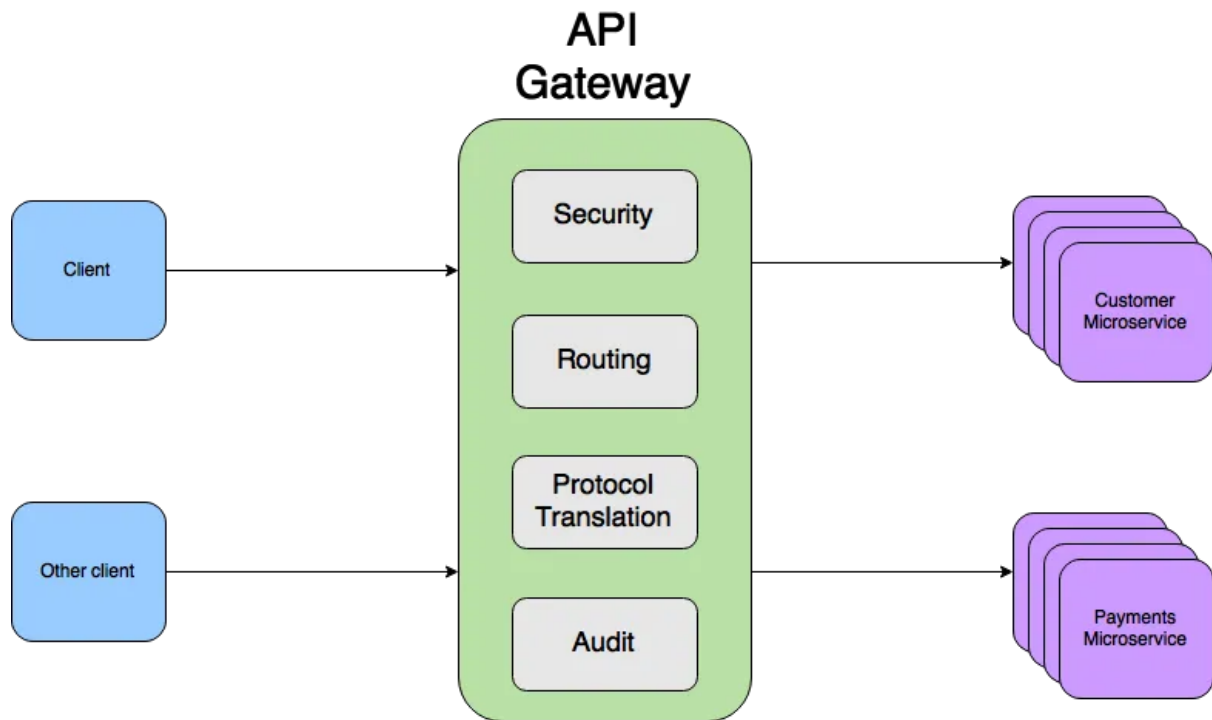 API
Gateway
Security
Client
Customer
Microservice
Routing
Protocol
Translation
Other client
Payments
Microservice
Audit